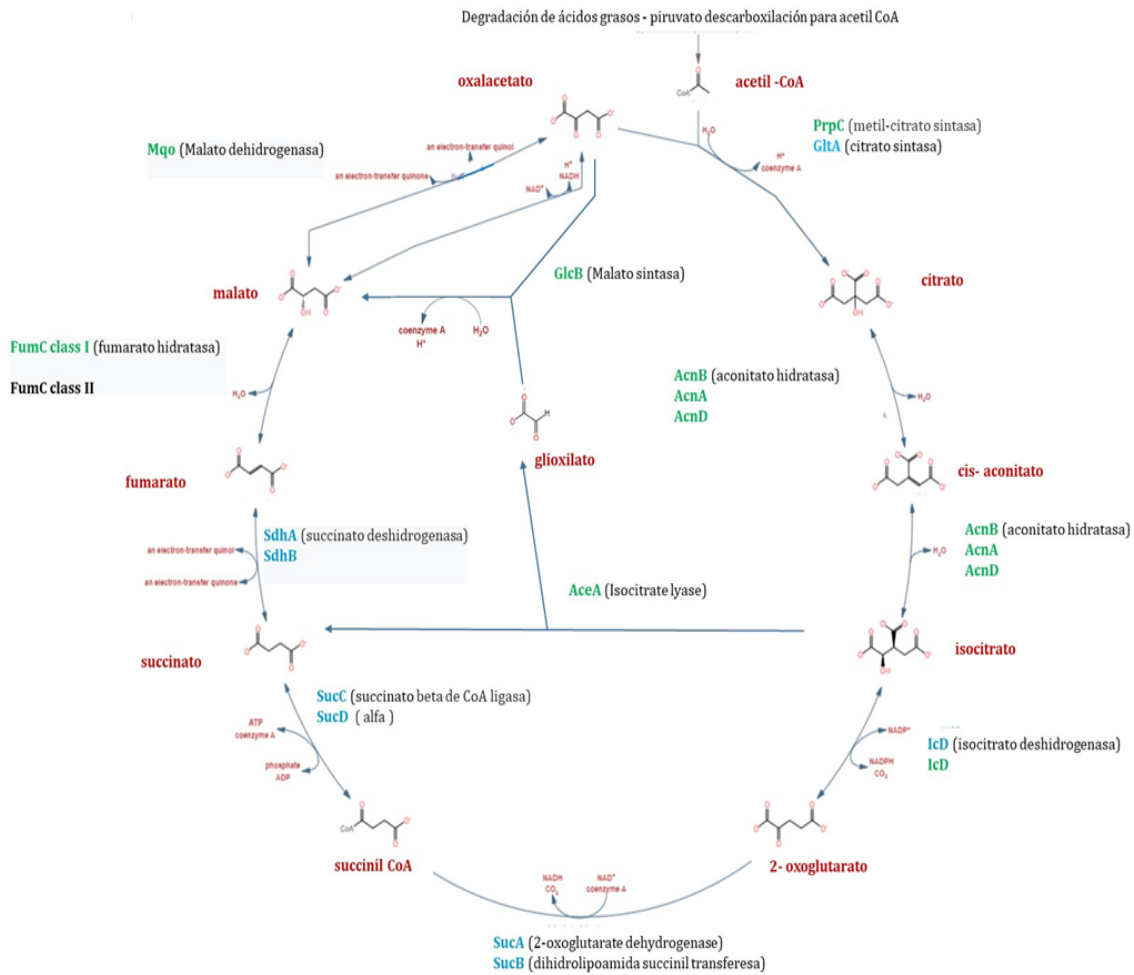 Degradación de ácidos grasos - piruvato descarboxilación para acetil CoA
oxalacetato
acetil -CoA
CoA
H₂O
PrpC (metil-citrato sintasa)
GltA (citrato sintasa)
H⁺
coenzyme A
Mqo (Malato dehidrogenasa)
an electron-transfer quinol
an electron-transfer quinone
H⁺
NADH
NAD⁺
GlcB (Malato sintasa)
malato
citrato
coenzyme A
H⁺
H₂O
FumC class I (fumarato hidratasa)
FumC class II
H₂O
AcnB (aconitato hidratasa)
AcnA
AcnD
H₂O
glioxilato
fumarato
cis- aconitato
SdhA (succinato deshidrogenasa)
SdhB
an electron-transfer quinol
an electron-transfer quinone
AcnB (aconitato hidratasa)
AcnA
AcnD
H₂O
AceA (Isocitrate lyase)
succinato
isocitrato
SucC (succinato beta de CoA ligasa)
SucD ( alfa )
ATP
coenzyme A
phosphate
ADP
NADP⁺
NADPH
CO₂
IcD (isocitrato deshidrogenasa)
IcD
CoA
succinil CoA
2- oxoglutarato
NADH
CO₂
NAD⁺
coenzyme A
SucA (2-oxoglutarate dehydrogenase)
SucB (dihidrolipoamida succinil transferesa)